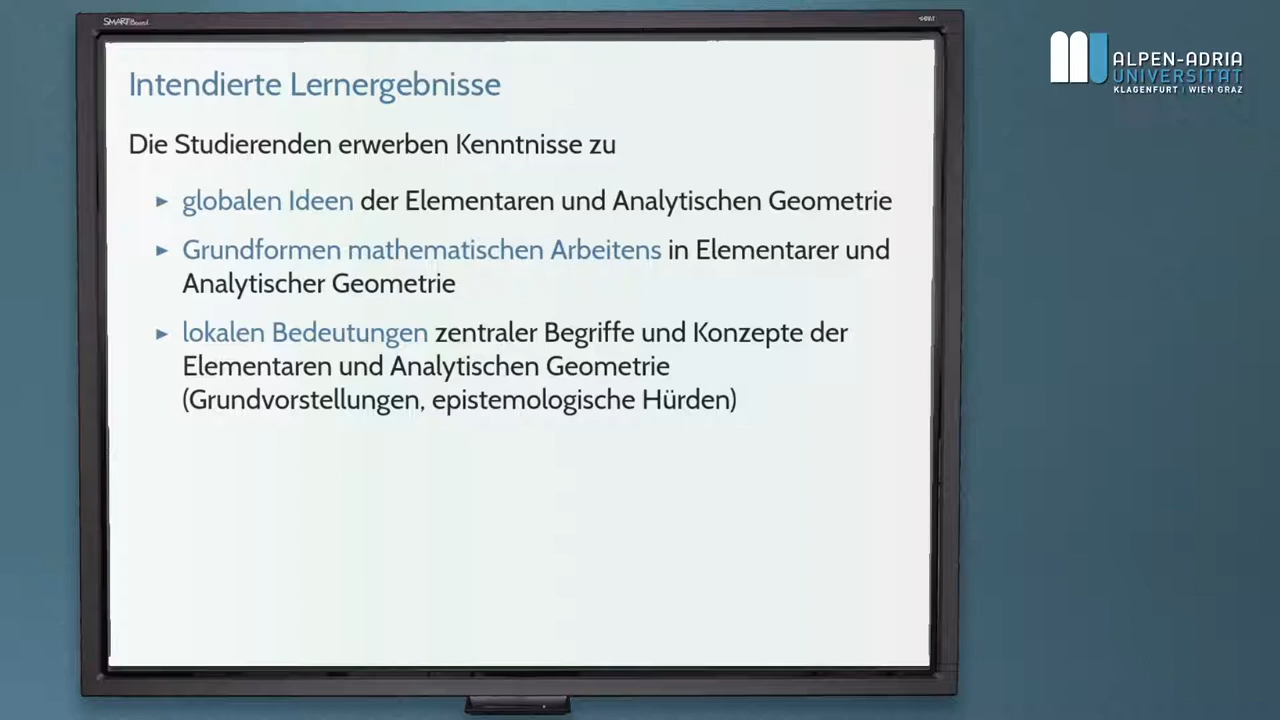 SMART Board
Intendierte Lernergebnisse
Die Studierenden erwerben Kenntnisse zu
► globalen Ideen der Elementaren und Analytischen Geometrie
► Grundformen mathematischen Arbeitens in Elementarer und
Analytischer Geometrie
► lokalen Bedeutungen zentraler Begriffe und Konzepte der
Elementaren und Analytischen Geometrie
(Grundvorstellungen, epistemologische Hürden)
ALPEN-ADRIA
UNIVERSITÄT
KLAGENFURT | WIEN GRAZ